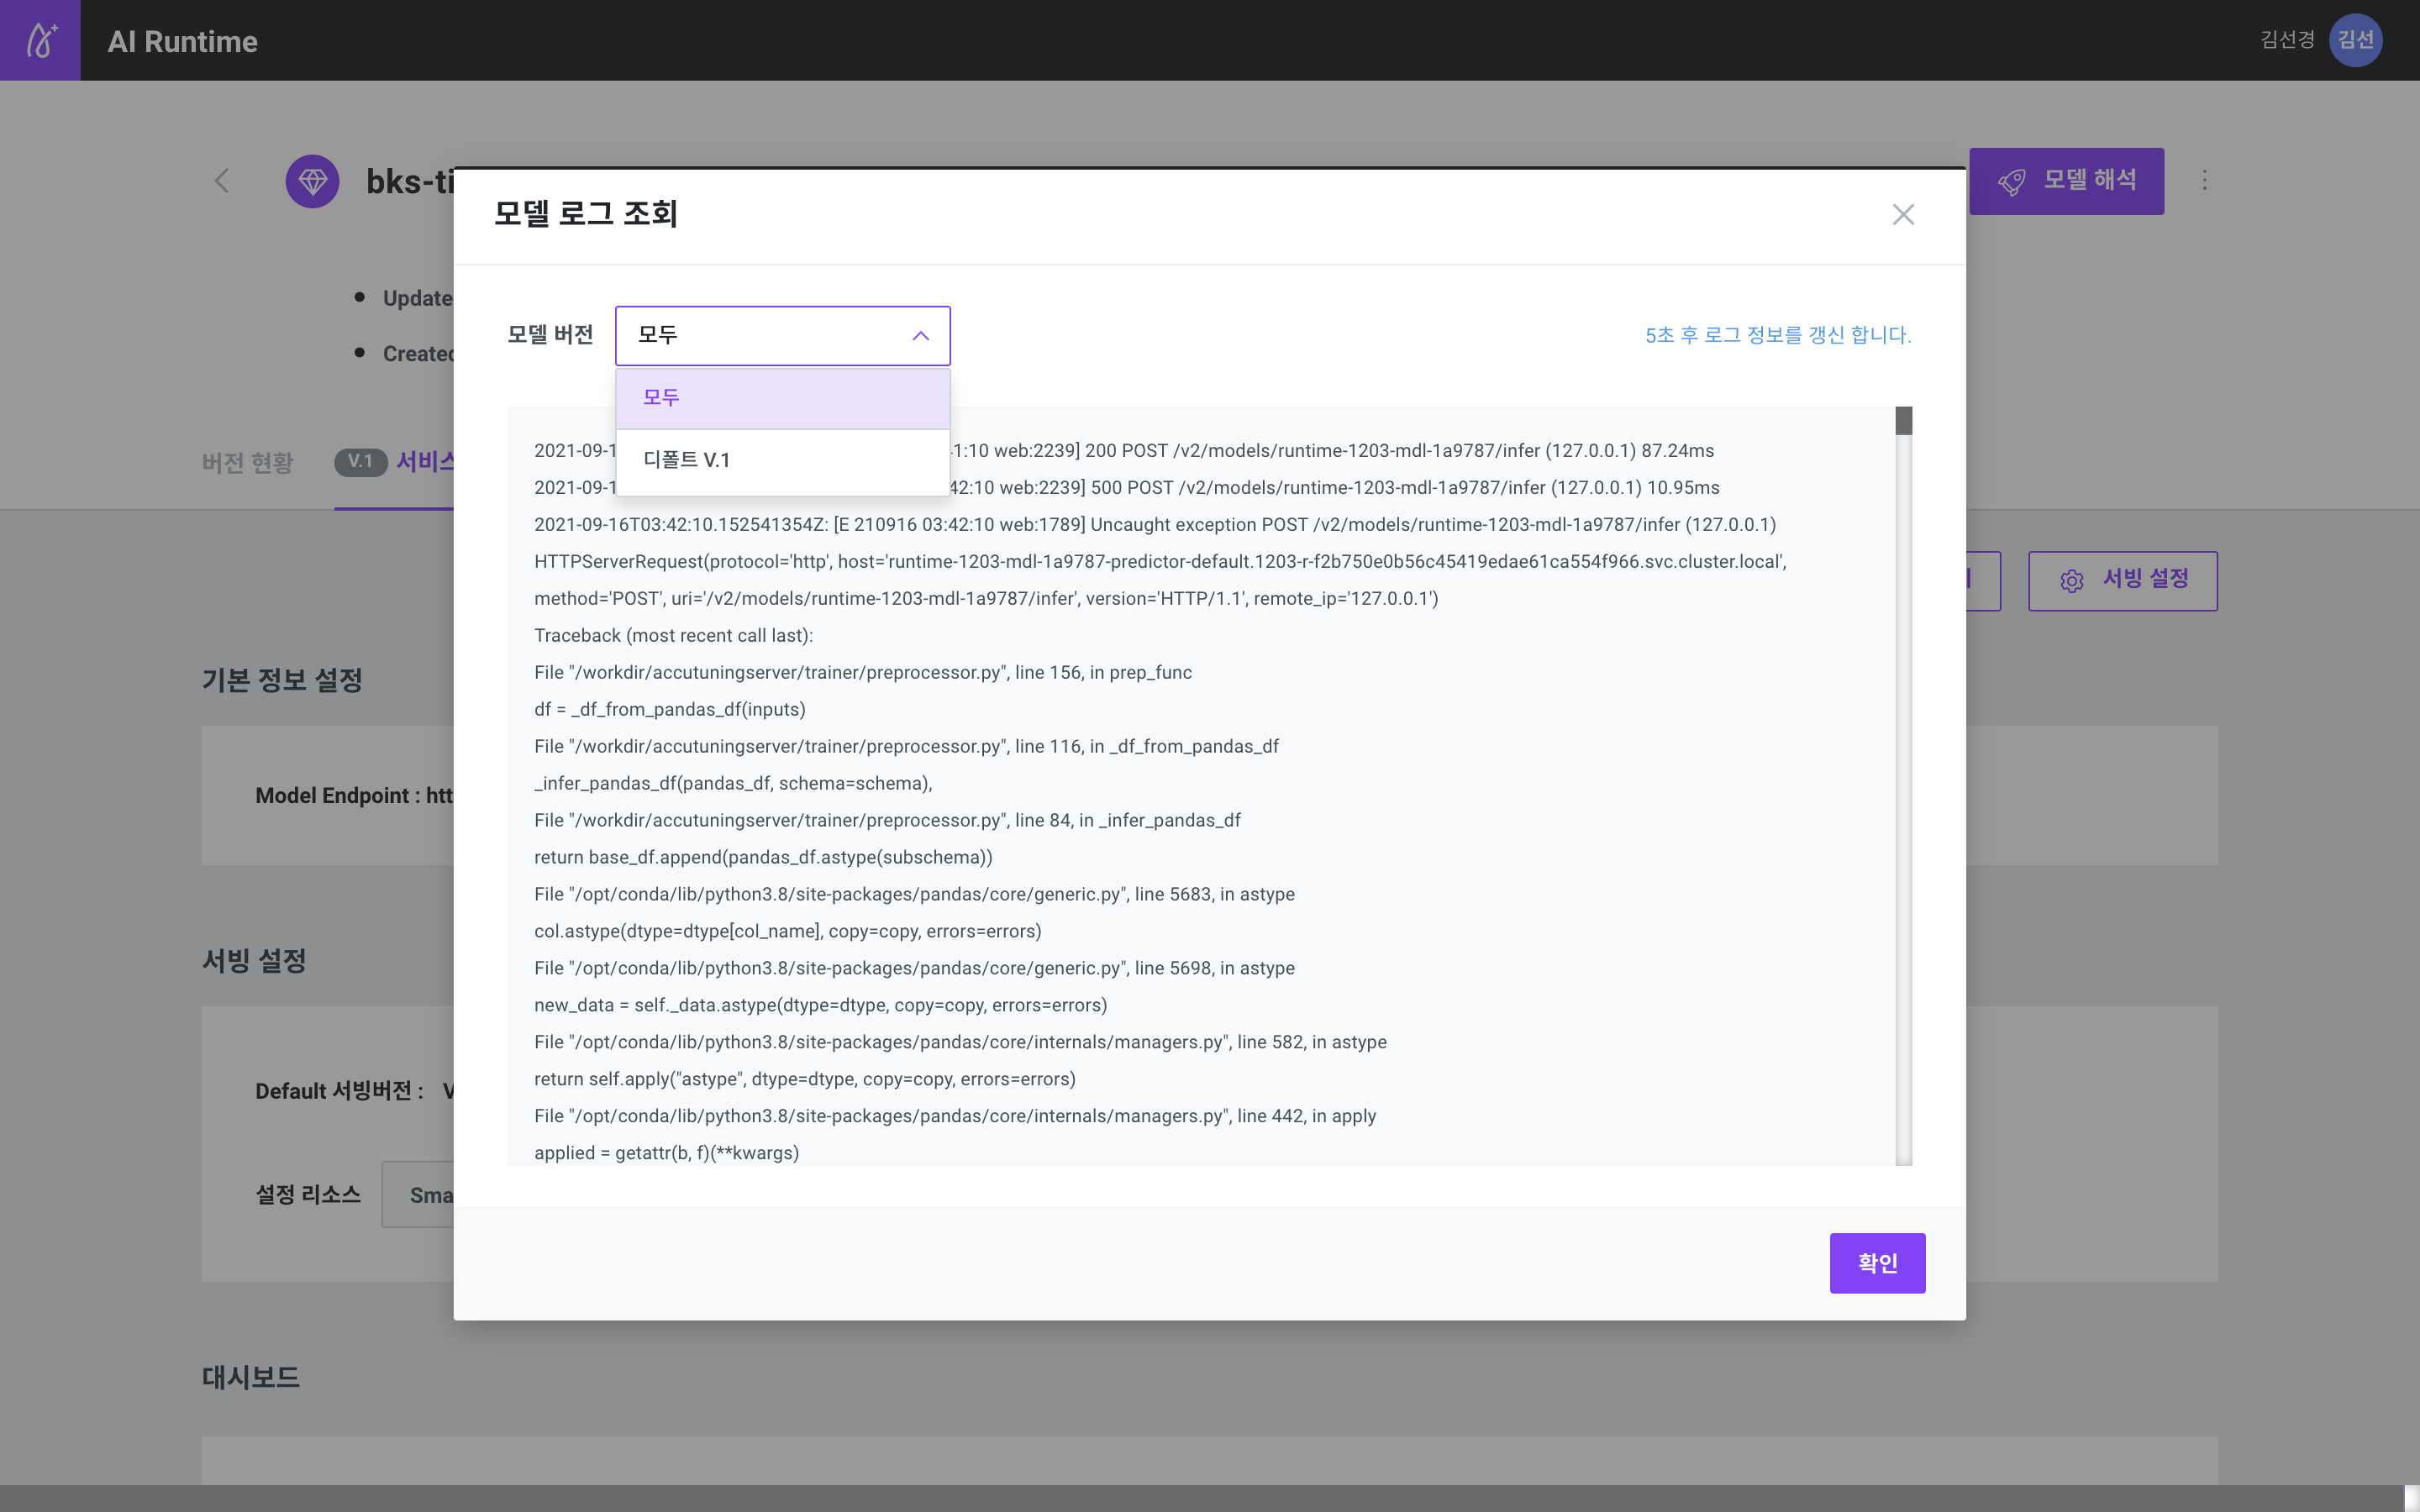 AI Runtime
김선경 김선
bks-ti
모델 해석
모델 로그 조회
Update
Created
모델 버전 모두
5초 후 로그 정보를 갱신 합니다.
모두
디폴트 V.1
버전 현황 V.1 서비스
2021-09-1 1:10 web:2239] 200 POST /v2/models/runtime-1203-mdl-1a9787/infer (127.0.0.1) 87.24ms
2021-09-1 42:10 web:2239] 500 POST /v2/models/runtime-1203-mdl-1a9787/infer (127.0.0.1) 10.95ms
2021-09-16T03:42:10.152541354Z: [E 210916 03:42:10 web:1789] Uncaught exception POST /v2/models/runtime-1203-mdl-1a9787/infer (127.0.0.1)
HTTPServerRequest(protocol='http', host='runtime-1203-mdl-1a9787-predictor-default.1203-r-f2b750e0b56c45419edae61ca554f966.svc.cluster.local',
method='POST', uri='/v2/models/runtime-1203-mdl-1a9787/infer', version='HTTP/1.1', remote_ip='127.0.0.1')
Traceback (most recent call last):
File "/workdir/accutuningserver/trainer/preprocessor.py", line 156, in prep_func
df = _df_from_pandas_df(inputs)
File "/workdir/accutuningserver/trainer/preprocessor.py", line 116, in _df_from_pandas_df
_infer_pandas_df(pandas_df, schema=schema),
File "/workdir/accutuningserver/trainer/preprocessor.py", line 84, in _infer_pandas_df
return base_df.append(pandas_df.astype(subschema))
File "/opt/conda/lib/python3.8/site-packages/pandas/core/generic.py", line 5683, in astype
col.astype(dtype=dtype[col_name], copy=copy, errors=errors)
File "/opt/conda/lib/python3.8/site-packages/pandas/core/generic.py", line 5698, in astype
new_data = self._data.astype(dtype=dtype, copy=copy, errors=errors)
File "/opt/conda/lib/python3.8/site-packages/pandas/core/internals/managers.py", line 582, in astype
return self.apply("astype", dtype=dtype, copy=copy, errors=errors)
File "/opt/conda/lib/python3.8/site-packages/pandas/core/internals/managers.py", line 442, in apply
applied = getattr(b, f)(**kwargs)
서빙 설정
기본 정보 설정
Model Endpoint : htt
서빙 설정
Default 서빙버전 : V
설정 리소스 Sma
확인
대시보드